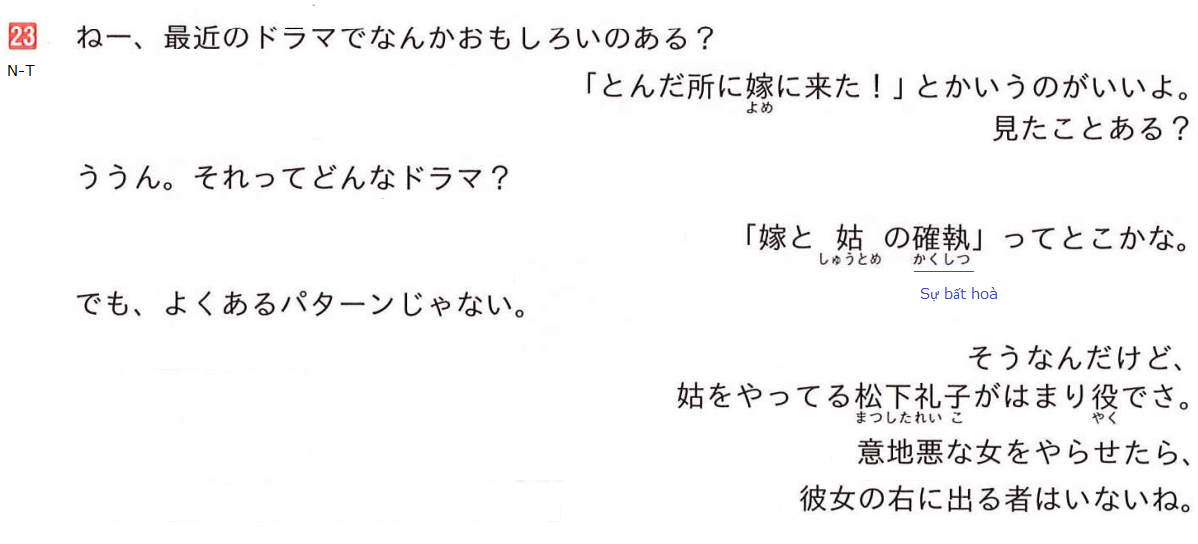 23 ねー、最近のドラマでなんかおもしろいのある？
N-T
「とんだ所に嫁に来た！」とかいうのがいいよ。
よめ
見たことある？
ううん。それってどんなドラマ？
「嫁と姑の確執」ってとこかな。
しゅうとめ かくしつ
Sự bất hoà
でも、よくあるパターンじゃない。
そうなんだけど、
姑をやってる松下礼子がはまり役でさ。
まつしたれい こ やく
意地悪な女をやらせたら、
彼女の右に出る者はいないね。